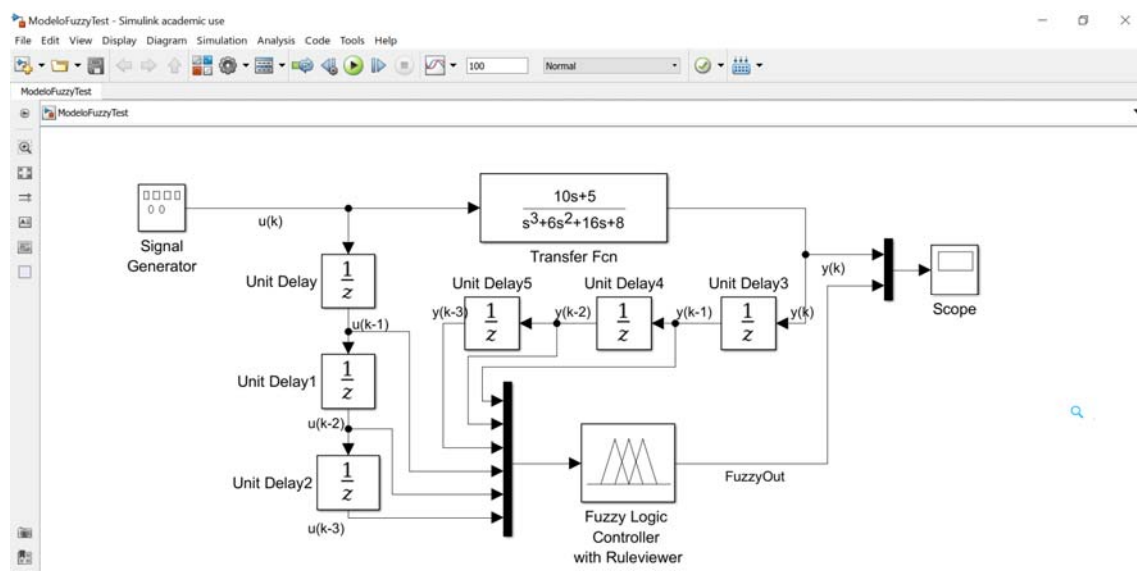 ModeloFuzzyTest - Simulink academic use
File Edit View Display Diagram Simulation Analysis Code Tools Help
100 Normal
ModeloFuzzyTest
ModeloFuzzyTest
10s+5
s³+6s²+16s+8
Transfer Fcn
u(k)
Signal
Generator
y(k)
Scope
Unit Delay
1
z
Unit Delay5 Unit Delay4 Unit Delay3
y(k-3) 1 y(k-2) 1 y(k-1) 1 y(k)
z z z
u(k-1)
Unit Delay1
1
z
u(k-2)
Unit Delay2
1
z
u(k-3)
FuzzyOut
Fuzzy Logic
Controller
with Ruleviewer